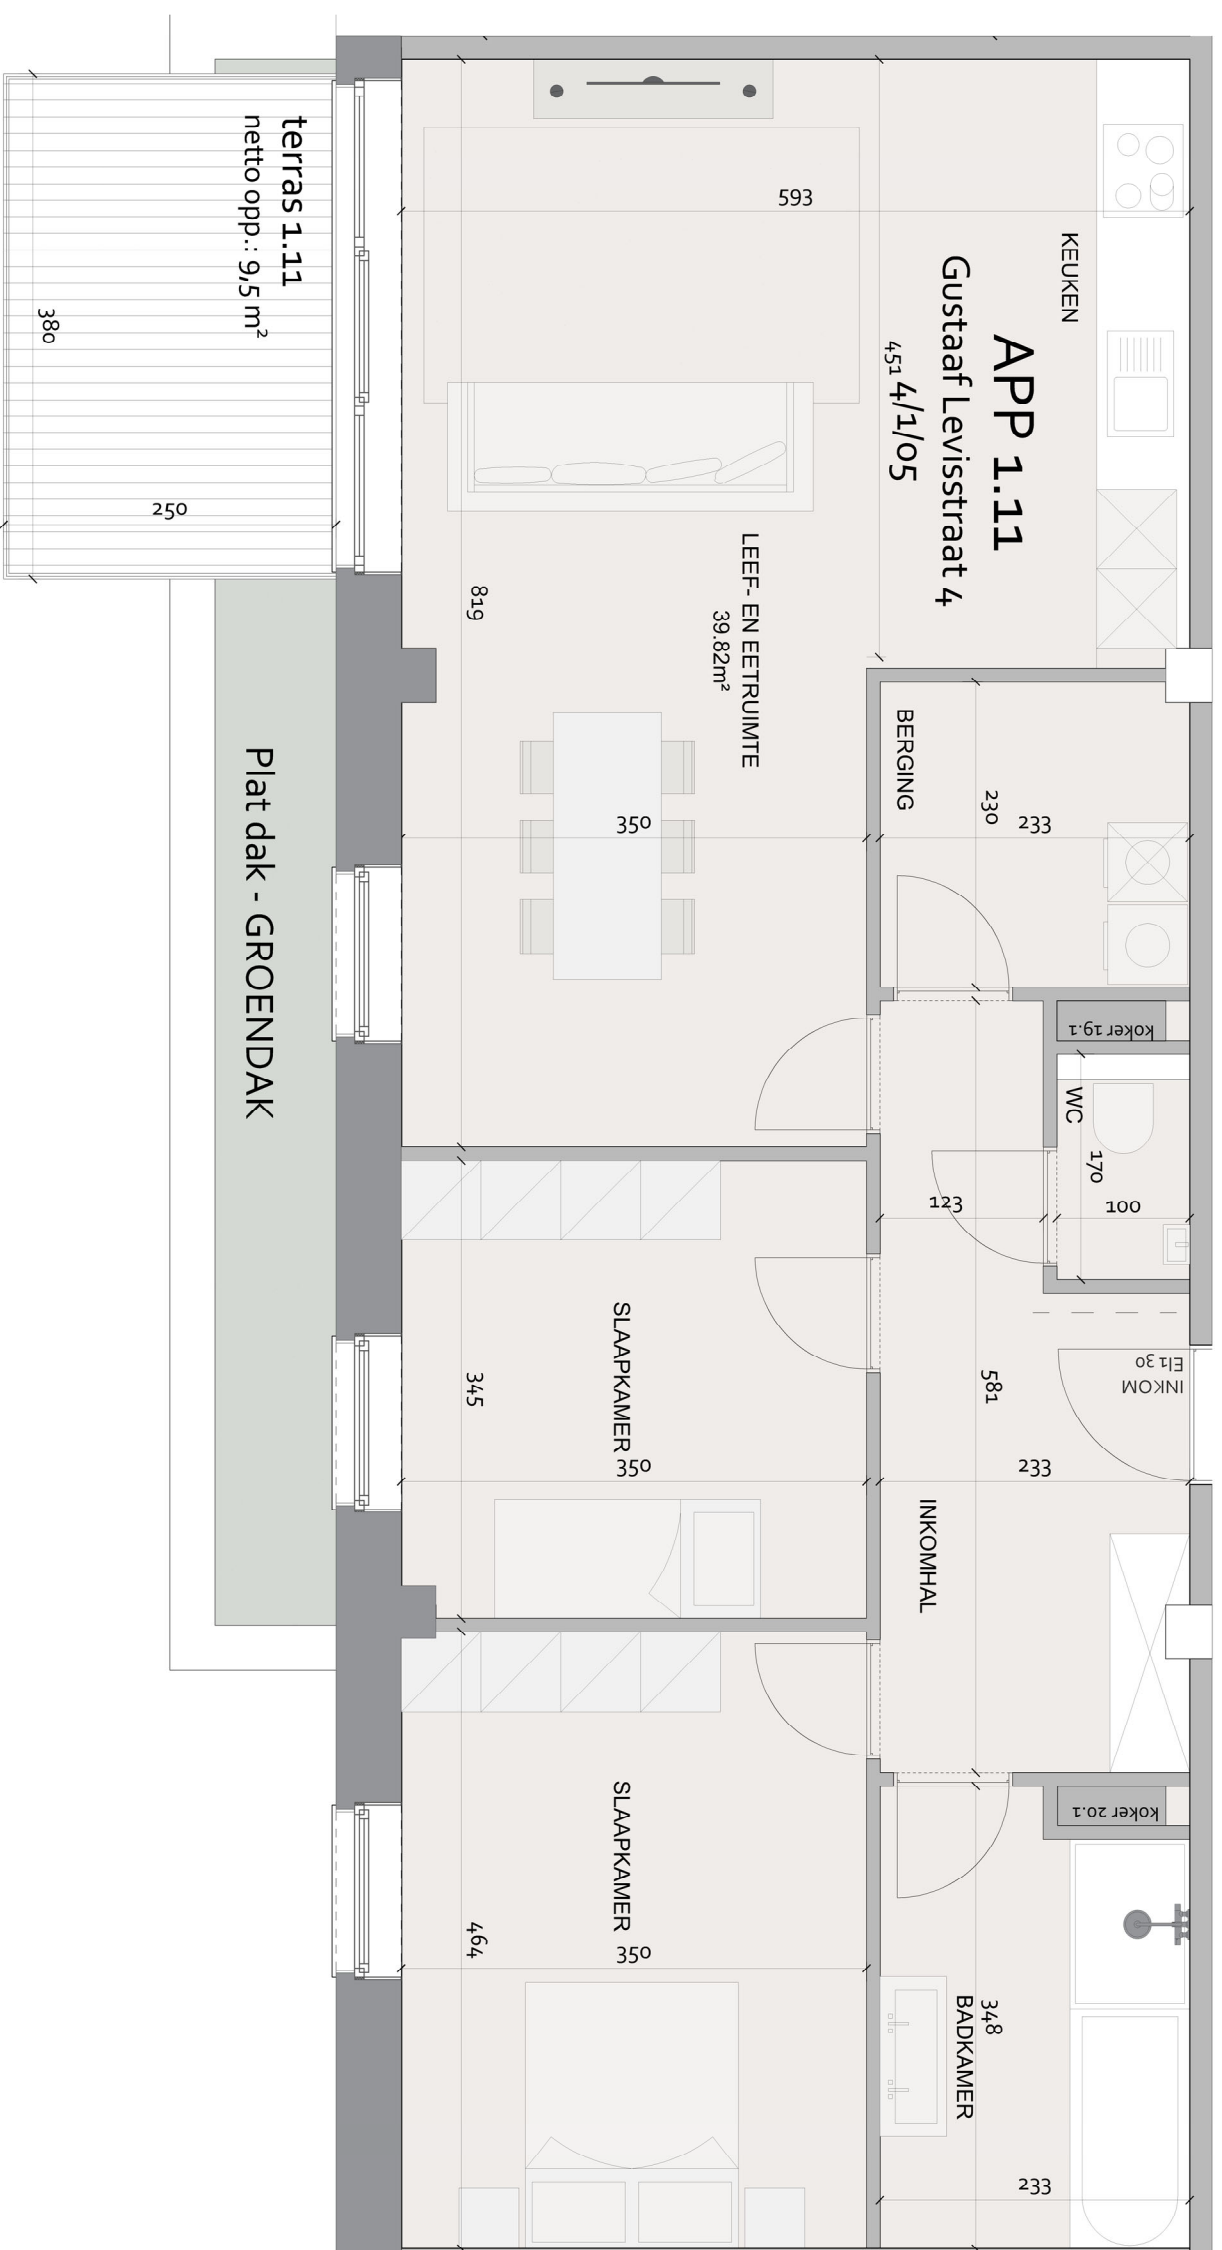 terras 1.11
netto opp.: 9,5 m²
380
250
593
KEUKEN
APP 1.11
Gustaaf Levisstraat 4
451 4/1/05
LEEF- EN EETRUIMTE
39.82m²
819
350
BERGING
230
233
koker 19.1
WC
170
100
123
Plat dak - GROENDAK
SLAAPKAMER
345
350
581
EI1 30
INKOM
233
INKOMHAL
koker 20.1
SLAAPKAMER
464
350
348
BADKAMER
233